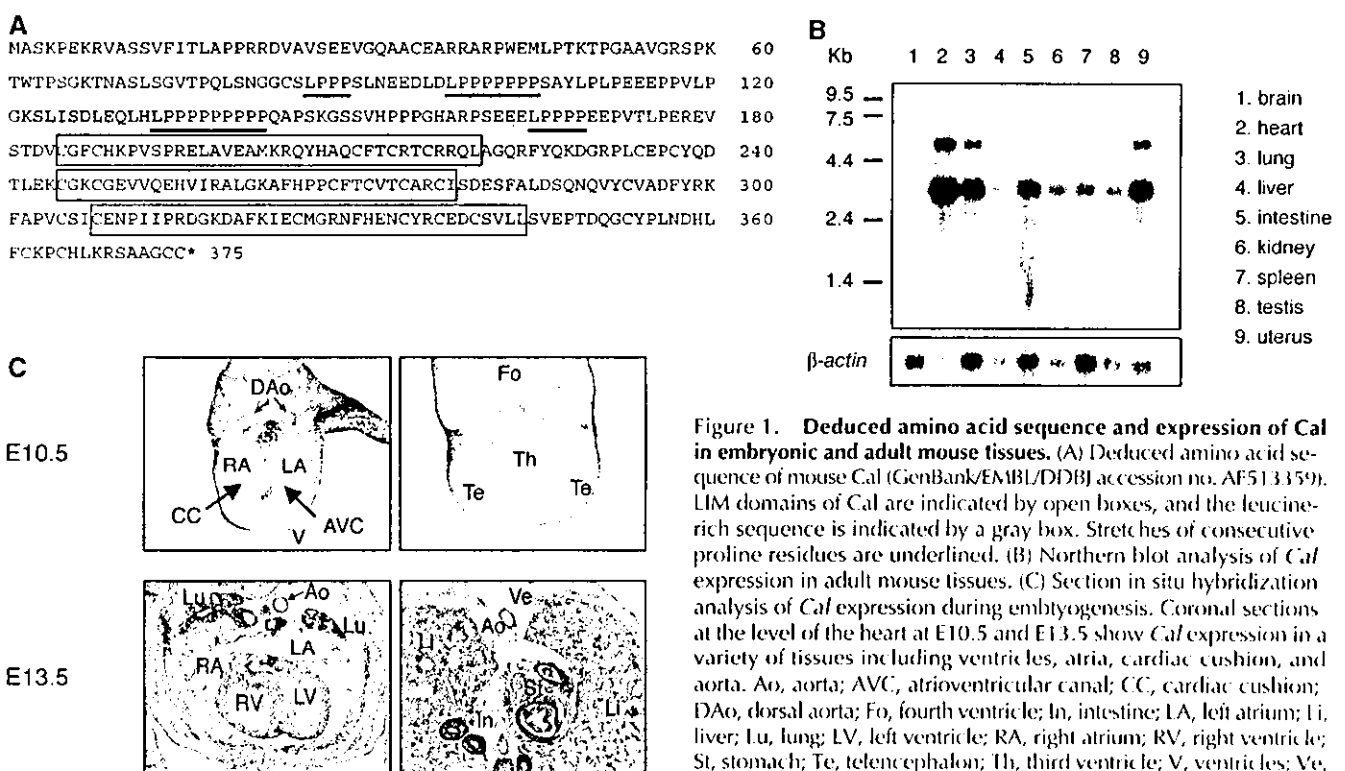 A
MASKPEKRVASSVFITLAPPRRDVAVSEEVGQAACEARRARPWEMLPTKTPGAAVGRSPK 60
TWTPSGKTNASLSGVTPQLSNGGCSLPPPSLNEEDLDLPPPPPPPSAYLPLPEEEPPVLP 120
GKSLISDLEQLHLPPPPPPPPQAPSKGSSVHPPPGHARPSEEELPPPPEEPVTLPEREV 180
STDVCGFCHKPVSPRELAVEAMKRQYHAQCFTCRTCRRQLAGQRFYQKDGRPLCEPCYQD 240
TLEKCGKCGEVVQEHVIRALGKAFHPPCFTCVTCARCISDESFALDSQNQVYCVADFYRK 300
FAPVCSICENPIIPRDGKDAFKIECMGRNFHENCYRCEDCSVLLSVEPTDQGCYPLNDHL 360
FCKPCHLKRSAAGCC* 375
B
Kb 1 2 3 4 5 6 7 8 9
9.5
7.5
4.4
2.4
1.4
β-actin
1. brain
2. heart
3. lung
4. liver
5. intestine
6. kidney
7. spleen
8. testis
9. uterus
C
E10.5
DAo
RA LA
CC
AVC
V
Fo
Th
Te Te
E13.5
Lu Ao
Lu
LA
RA
RV LV
Ve
Ao
Li
St
Li
In
Figure 1. Deduced amino acid sequence and expression of Cal
in embryonic and adult mouse tissues. (A) Deduced amino acid se-
quence of mouse Cal (GenBank/EMBL/DDBJ accession no. AF513359).
LIM domains of Cal are indicated by open boxes, and the leucine-
rich sequence is indicated by a gray box. Stretches of consecutive
proline residues are underlined. (B) Northern blot analysis of Cal
expression in adult mouse tissues. (C) Section in situ hybridization
analysis of Cal expression during embtyogenesis. Coronal sections
at the level of the heart at E10.5 and E13.5 show Cal expression in a
variety of tissues including ventricles, atria, cardiac cushion, and
aorta. Ao, aorta; AVC, atrioventricular canal; CC, cardiac cushion;
DAo, dorsal aorta; Fo, fourth ventricle; In, intestine; LA, left atrium; Li,
liver; Lu, lung; LV, left ventricle; RA, right atrium; RV, right ventricle;
St, stomach; Te, telencephalon; Th, third ventricle; V, ventricles; Ve,